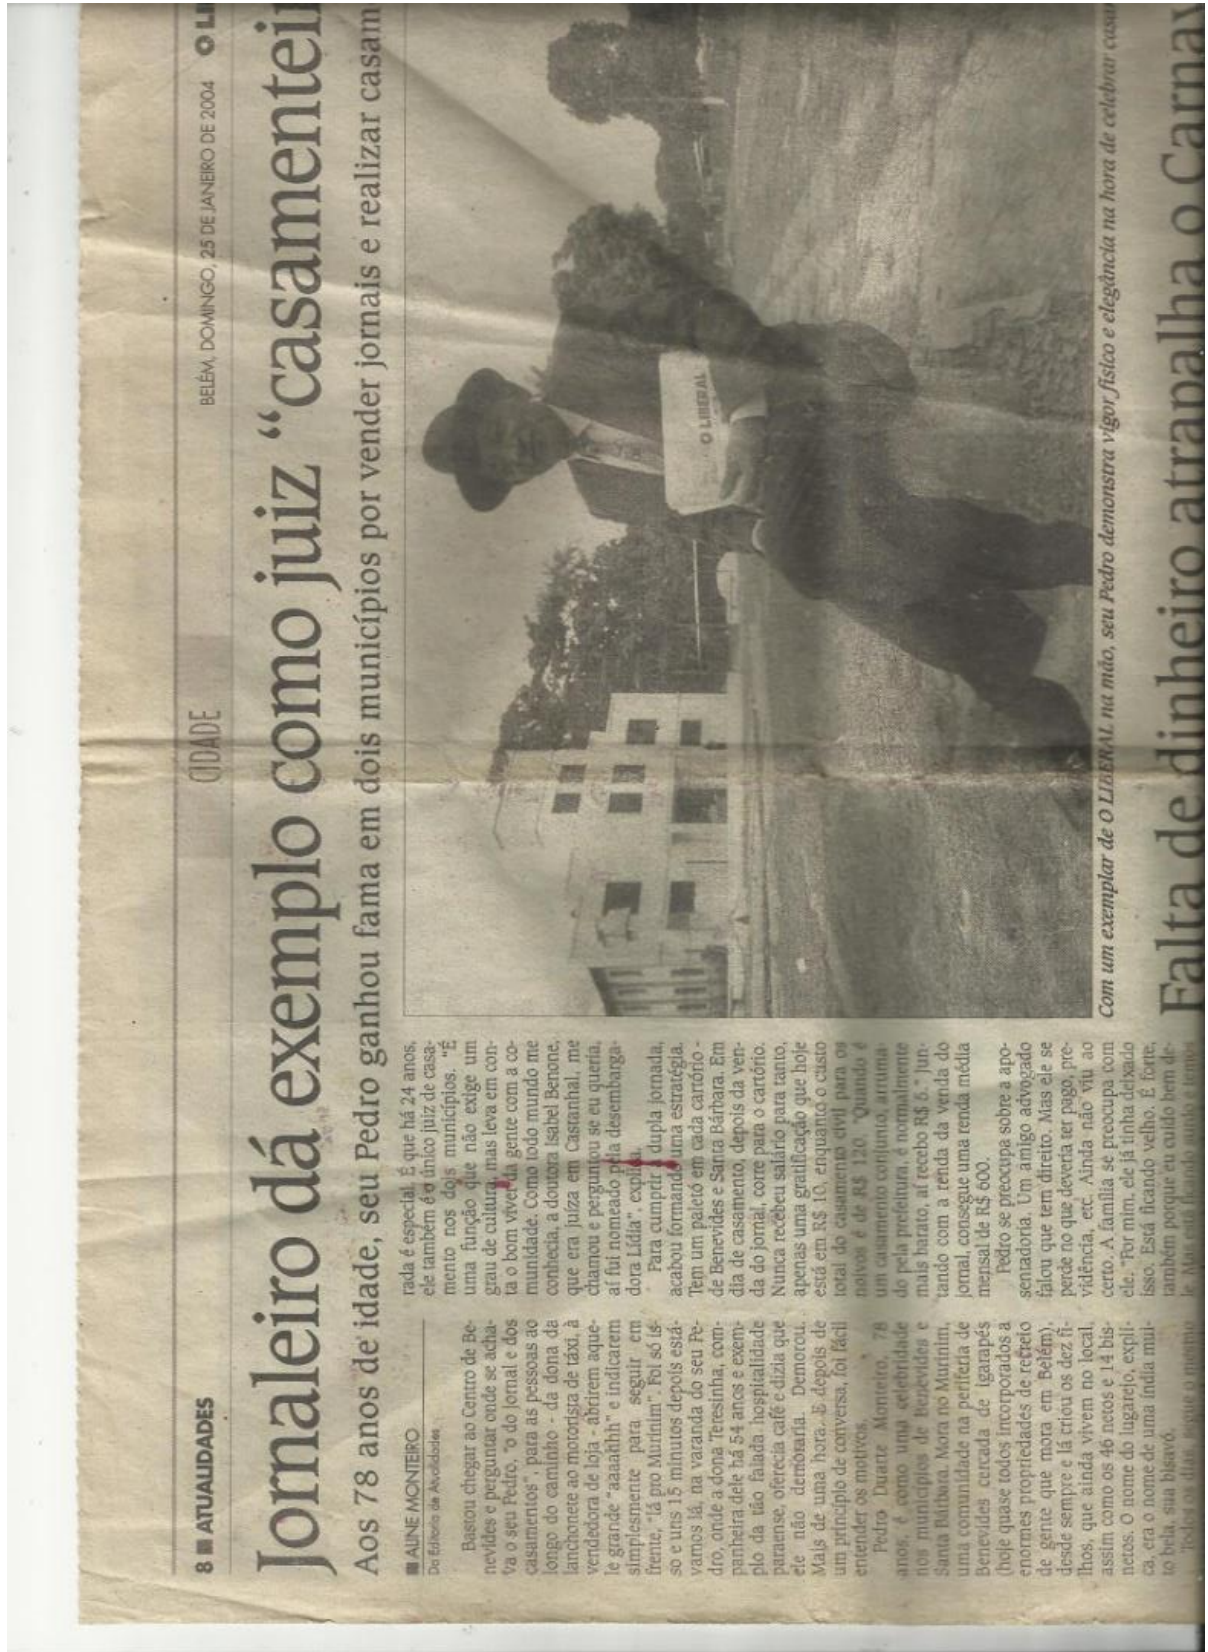 8 ■ ATUALIDADES
CIDADE
BELÉM, DOMINGO, 25 DE JANEIRO DE 2004
O LI
Jornaleiro dá exemplo como juiz “casamentei
Aos 78 anos de idade, seu Pedro ganhou fama em dois municípios por vender jornais e realizar casam
■ ALINE MONTEIRO
Da Editoria de Atualidades
Bastou chegar ao Centro de Be-
nevides e perguntar onde se acha-
va o seu Pedro, "o do jornal e dos
casamentos", para as pessoas ao
longo do caminho - da dona da
lanchonete ao motorista de táxi, à
vendedora de loja - abrirem aque-
le grande "aaaahhh" e indicarem
simplesmente para seguir em
frente, "lá pro Murinim". Foi só is-
so e uns 15 minutos depois está-
vamos lá, na varanda do seu Pe-
dro, onde a dona Teresinha, com-
panheira dele há 54 anos e exem-
plo da tão falada hospitalidade
paraense, oferecia café e dizia que
ele não demoraria. Demorou.
Mais de uma hora. E depois de
um princípio de conversa, foi fácil
entender os motivos.
Pedro Duarte Monteiro, 78
anos, é como uma celebridade
nos municípios de Benevides e
Santa Bárbara. Mora no Murinim,
uma comunidade na periferia de
Benevides cercada de igarapés
(hoje quase todos incorporados a
enormes propriedades de recreio
de gente que mora em Belém),
desde sempre e lá criou os dez fi-
lhos, que ainda vivem no local,
assim como os 46 netos e 14 bis-
netos. O nome do lugarejo, expli-
ca, era o nome de uma índia mui-
to bela, sua bisavó.
Todos os dias, segue o mesmo
rada é especial. É que há 24 anos,
ele também é o único juiz de casa-
mento nos dois municípios. "É
uma função que não exige um
grau de cultura, mas leva em con-
ta o bom viver da gente com a co-
munidade. Como todo mundo me
conhecia, a doutora Isabel Benone,
que era juíza em Castanhal, me
chamou e perguntou se eu queria,
aí fui nomeado pela desembarga-
dora Lídia", explica.
Para cumprir a dupla jornada,
acabou formando uma estratégia.
Tem um paletó em cada cartório -
de Benevides e Santa Bárbara. Em
dia de casamento, depois da ven-
da do jornal, corre para o cartório.
Nunca recebeu salário para tanto,
apenas uma gratificação que hoje
está em R$ 10, enquanto o custo
total do casamento civil para os
noivos é de R$ 120. "Quando é
um casamento conjunto, arruma-
do pela prefeitura, é normalmente
mais barato, aí recebo R$ 5." Jun-
tando com a renda da venda do
jornal, consegue uma renda média
mensal de R$ 600.
Pedro se preocupa sobre a apo-
sentadoria. Um amigo advogado
falou que tem direito. Mas ele se
perde no que deveria ter pago, pre-
vidência, etc. Ainda não viu ao
certo. A família se preocupa com
ele. "Por mim, ele já tinha deixado
isso. Está ficando velho. É forte,
também porque eu cuido bem de-
le. Mas está ficando surdo e temos
O LIBERAL
Com um exemplar de O LIBERAL na mão, seu Pedro demonstra vigor físico e elegância na hora de celebrar casa
Falta de dinheiro atrapalha o Carnav